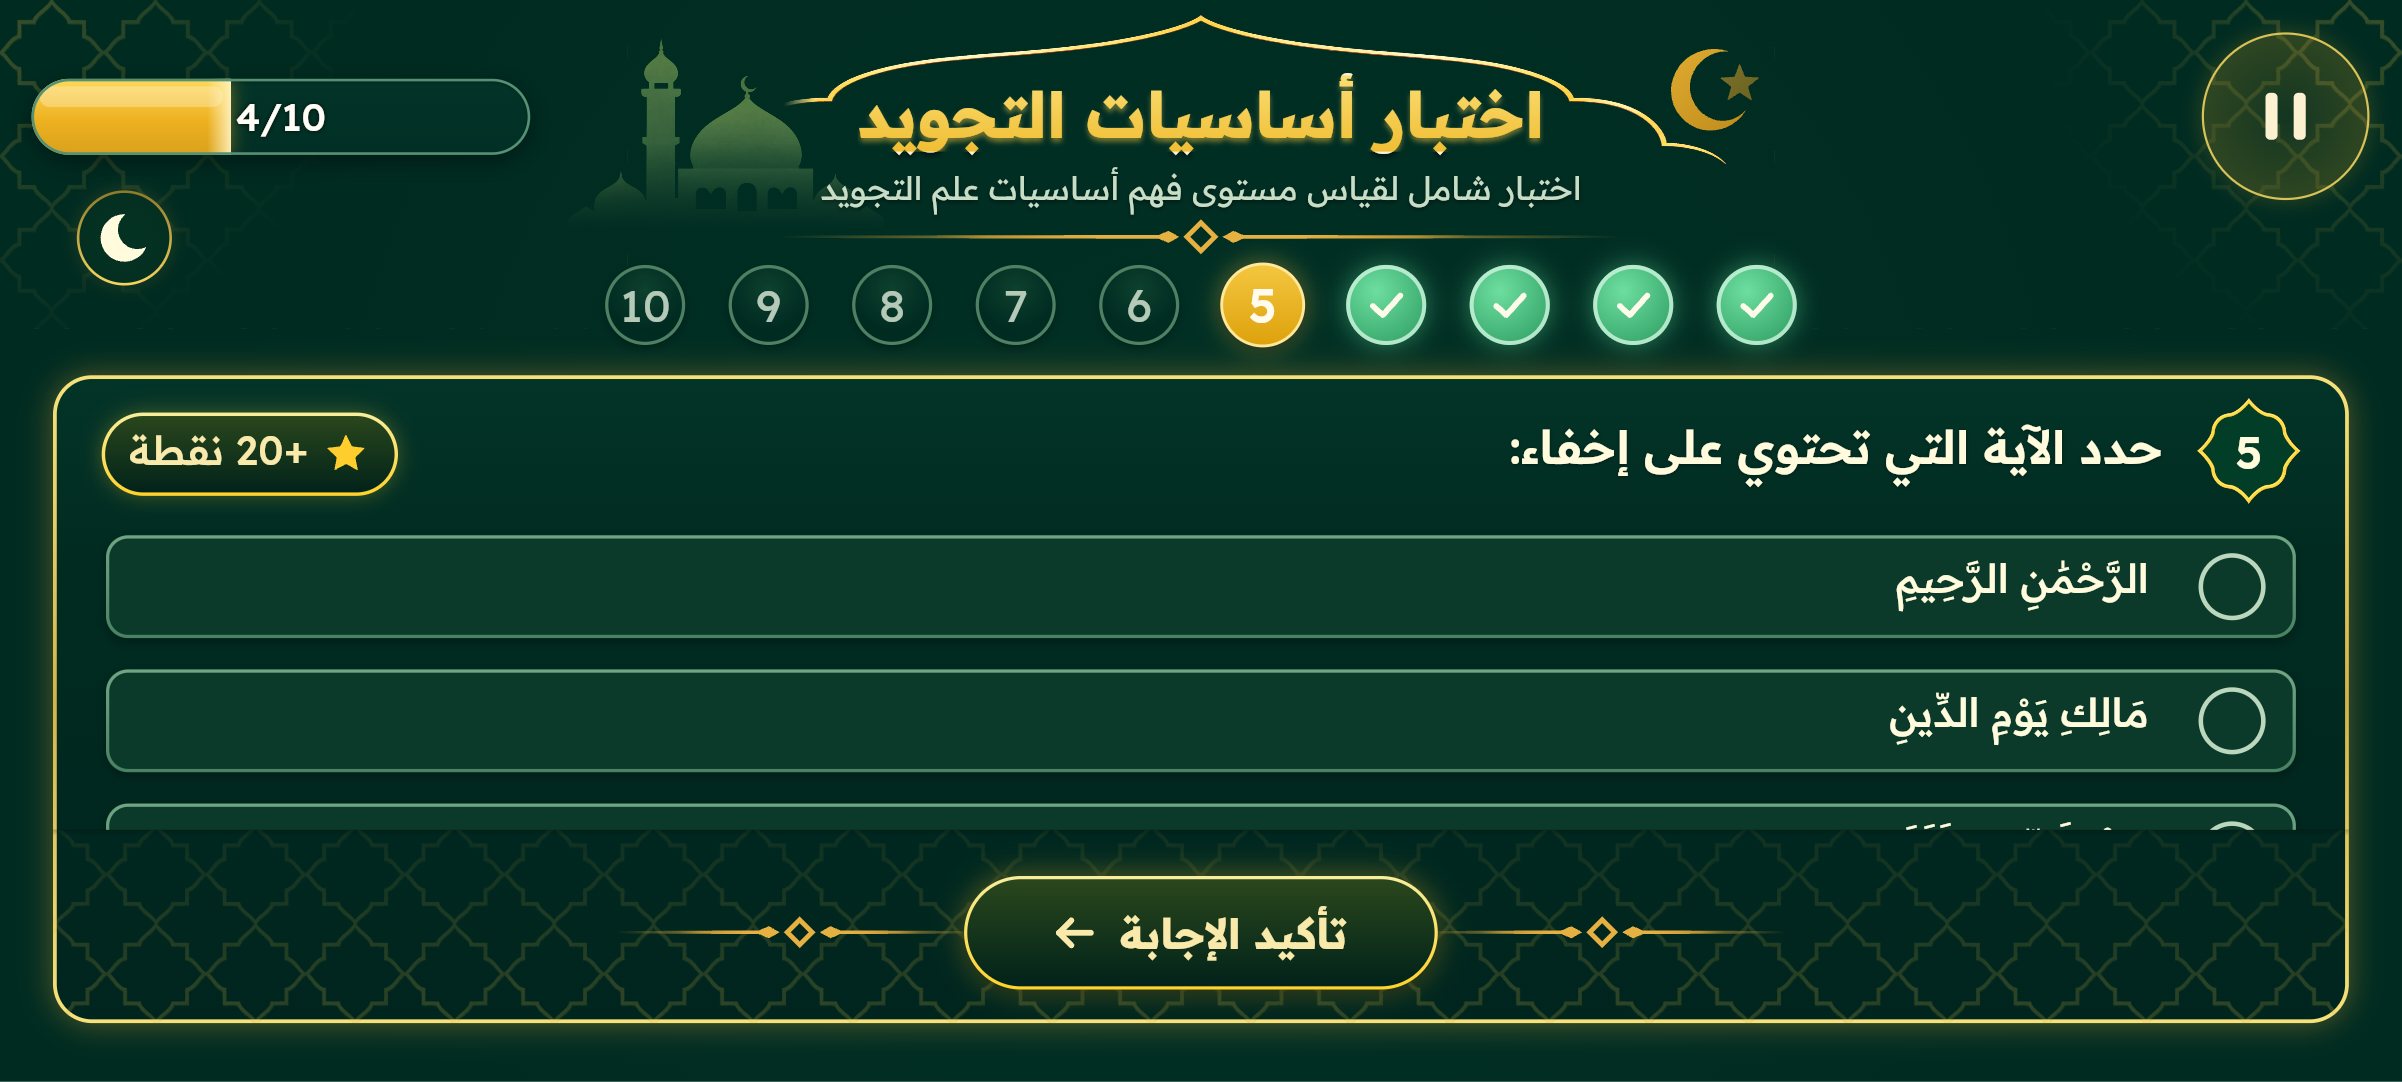 4/10
اختبار أساسيات التجويد
اختبار شامل لقياس مستوى فهم أساسيات علم التجويد
5 6 7 8 9 10
5
حدد الآية التي تحتوي على إخفاء:
+20 نقطة
الرَّحْمَٰنِ الرَّحِيمِ
مَالِكِ يَوْمِ الدِّينِ
تأكيد الإجابة